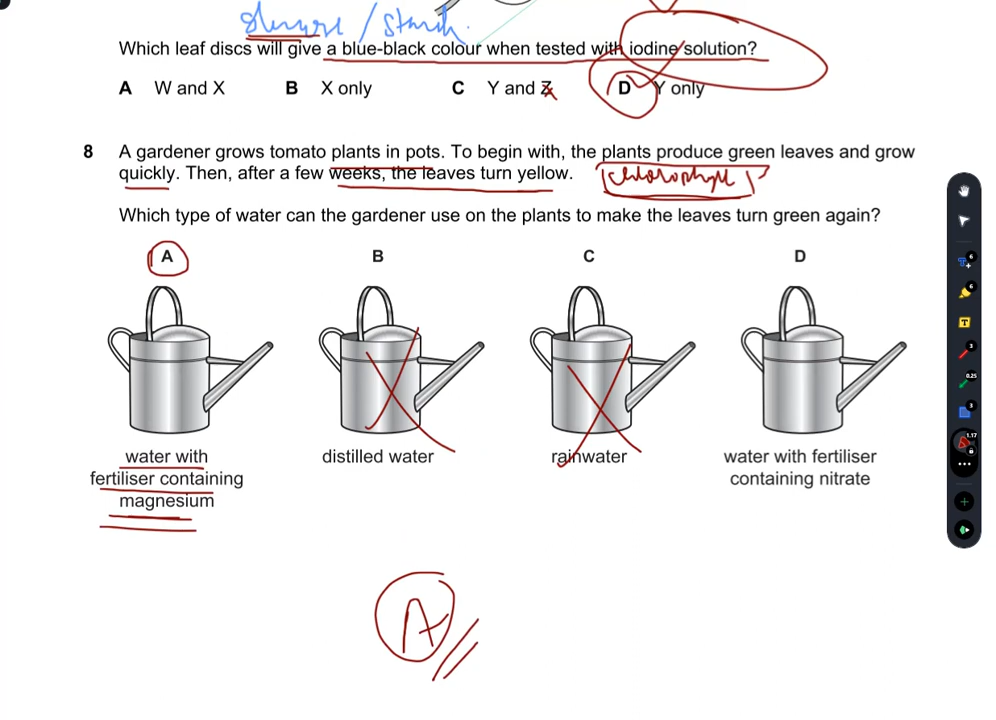 / Starch.
Which leaf discs will give a blue-black colour when tested with iodine solution?
A W and X B X only C Y and Z D Y only
8 A gardener grows tomato plants in pots. To begin with, the plants produce green leaves and grow
quickly. Then, after a few weeks, the leaves turn yellow. (chlorophyll)
Which type of water can the gardener use on the plants to make the leaves turn green again?
A B C D
water with
fertiliser containing
magnesium
distilled water
rainwater
water with fertiliser
containing nitrate
A